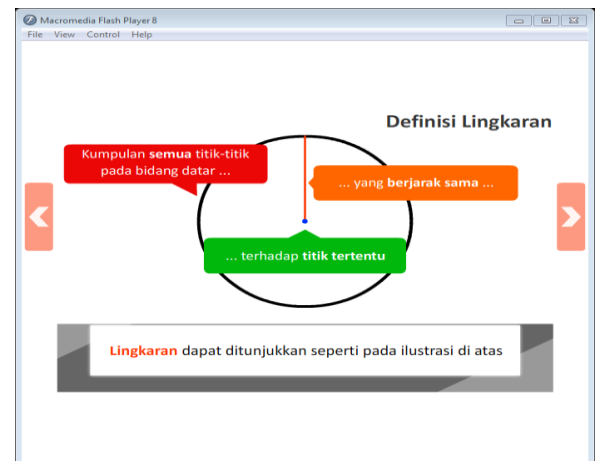 Macromedia Flash Player 8
File View Control Help
Definisi Lingkaran
Kumpulan semua titik-titik
pada bidang datar ...
... yang berjarak sama ...
... terhadap titik tertentu
Lingkaran dapat ditunjukkan seperti pada ilustrasi di atas